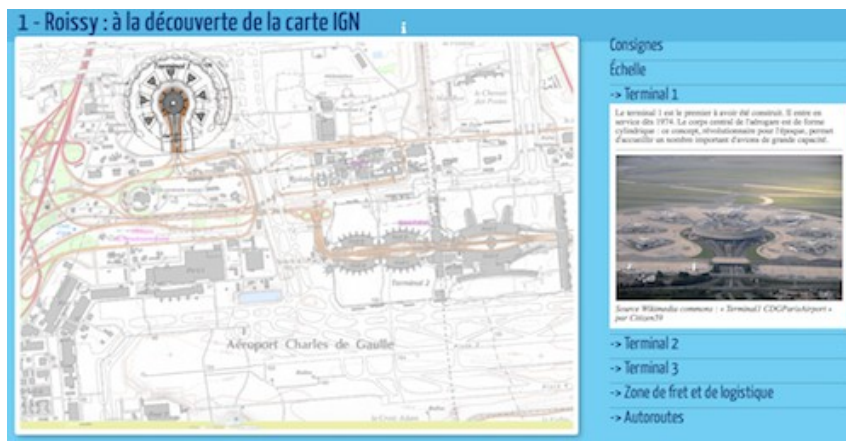 1 - Roissy : à la découverte de la carte IGN
i
Consignes
Échelle
-> Terminal 1
Le terminal 1 est le premier à avoir été construit. Il entre en
service dès 1974. Le corps central de l'aérogare est de forme
cylindrique : ce concept, révolutionnaire pour l'époque, permet
d'accueillir un nombre important d'avions de grande capacité.
Source Wikimedia commons : « Terminal1 CDGParisAirport »
par Citizen59
-> Terminal 2
-> Terminal 3
-> Zone de fret et de logistique
-> Autoroutes
Terminal 1
Terminal 2
Aéroport Charles de Gaulle